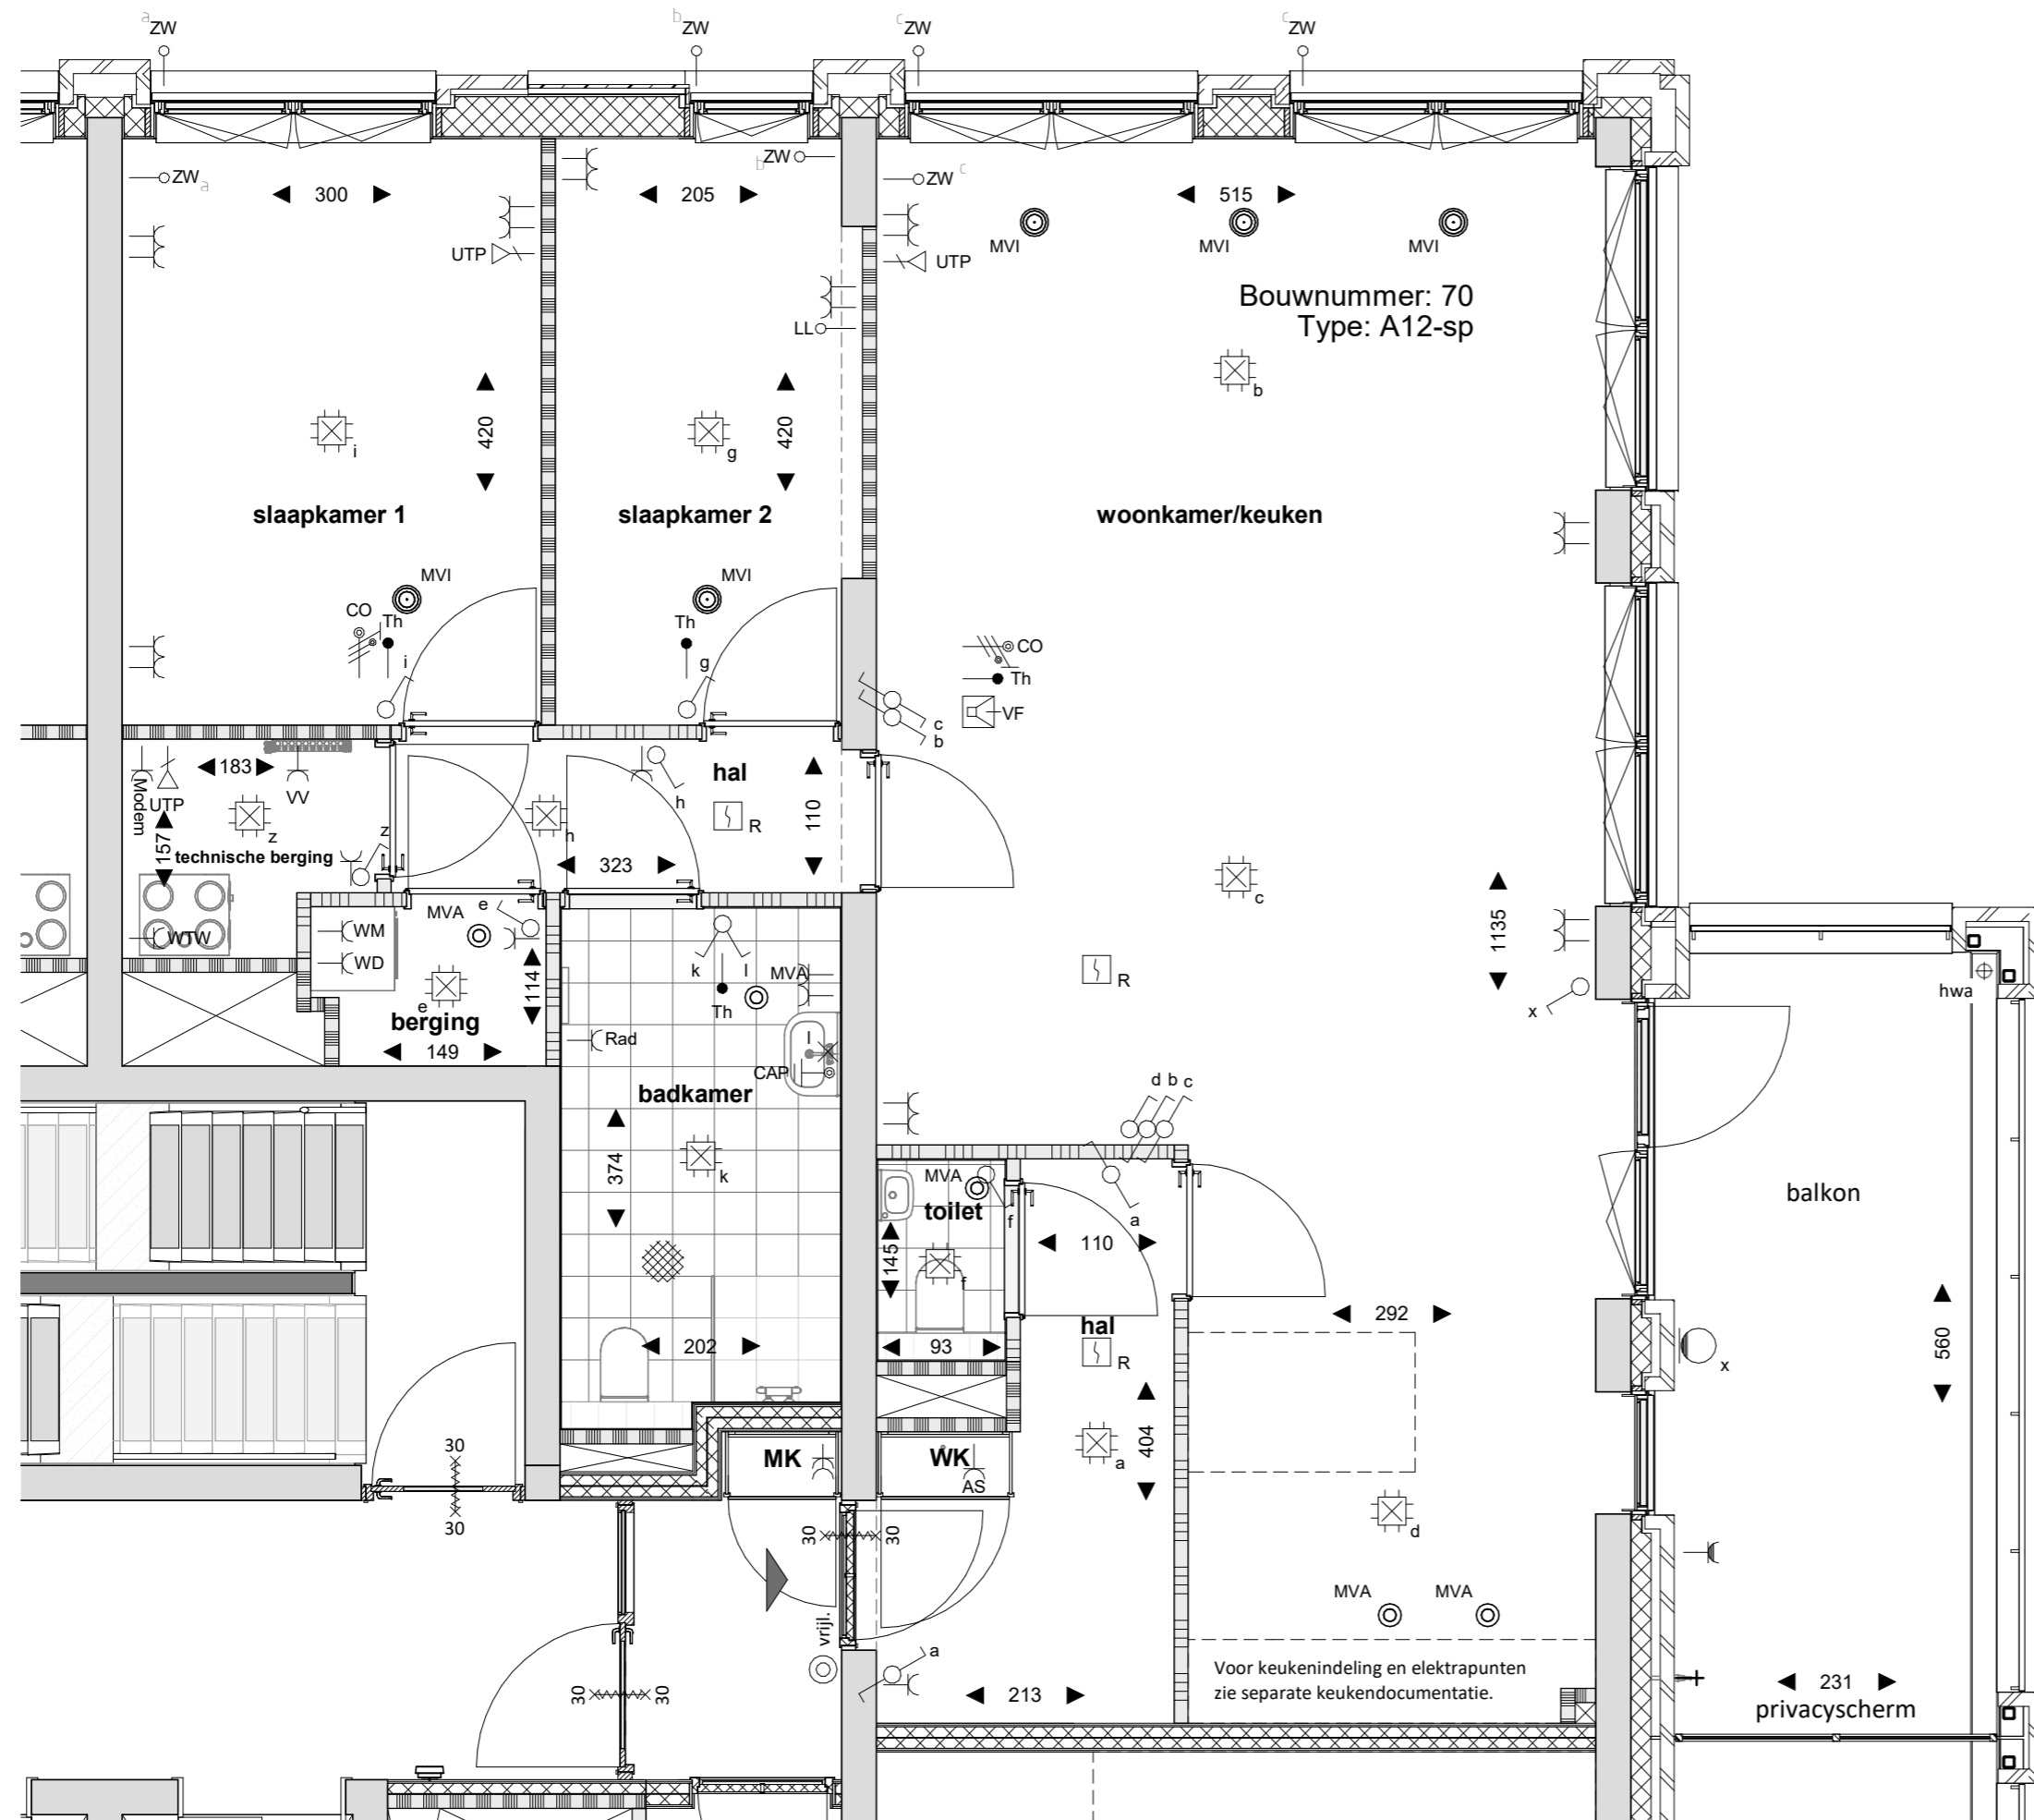 a ZW
b ZW
c ZW
c ZW
ZW a
300
b ZW
205
ZW c
515
UTP
UTP
MVI
MVI
MVI
LL
Bouwnummer: 70
Type: A12-sp
b
i
420
g
420
slaapkamer 1
slaapkamer 2
woonkamer/keuken
MVI
MVI
CO
Th
Th
i
g
CO
Th
VF
c
b
183
hal
Modem
UTP
VV
h
z
157
z
h
R
110
technische berging
323
c
MVA
e
WM
WTW
WD
1135
k
l
MVA
114
R
e
Th
hwa
x
berging
149
Rad
l
CAP
badkamer
d b c
374
k
MVA
toilet
f
a
balkon
145
110
f
292
hal
R
202
93
560
x
404
a
30
MK
WK
AS
30
d
30
30
MVA
MVA
vrijl.
a
30
30
213
Voor keukenindeling en elektrapunten
zie separate keukendocumentatie.
231
privacyscherm